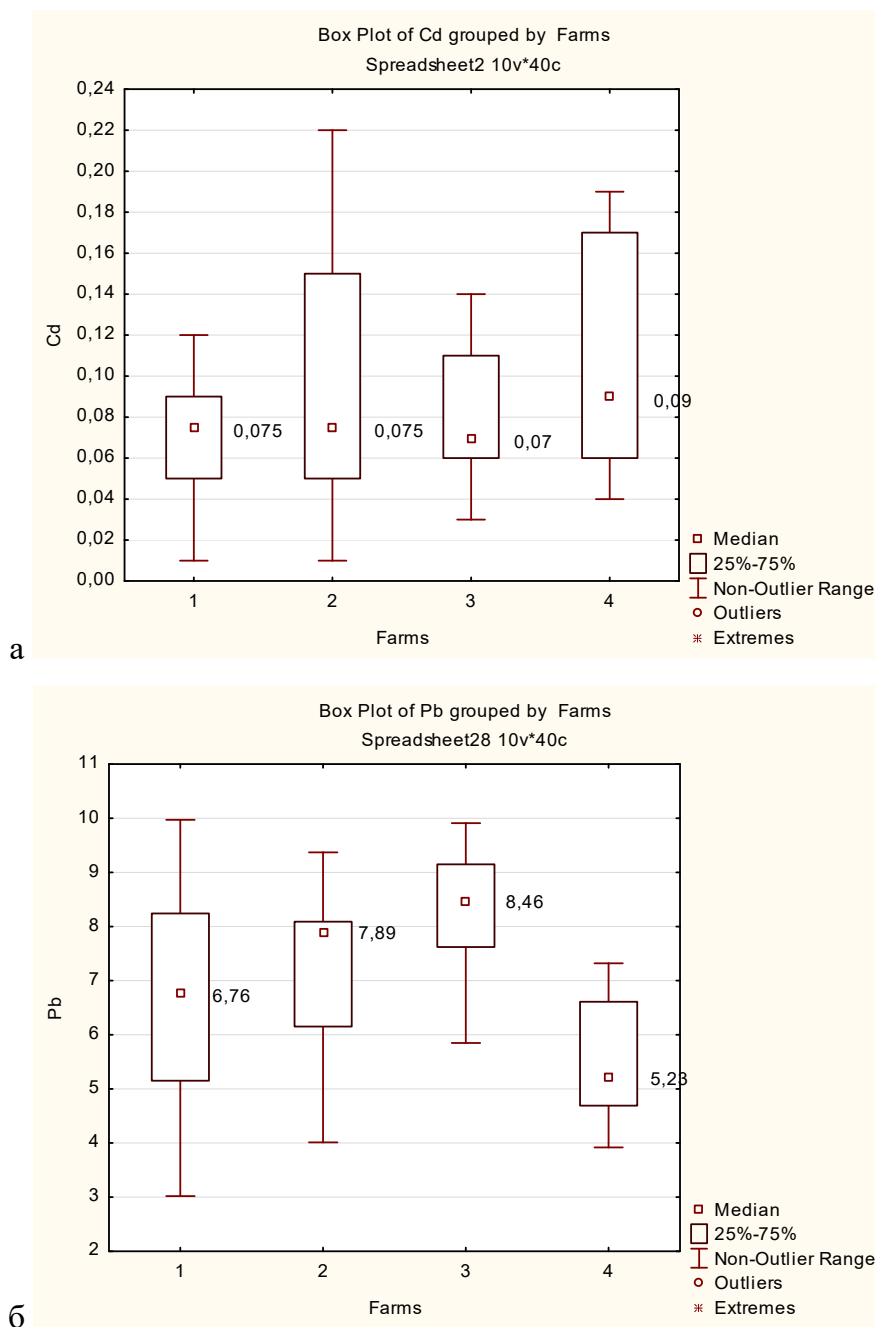 Box Plot of Cd grouped by Farms
Spreadsheet2 10v*40c
0,24
0,22
0,20
0,18
0,16
0,14
0,12
0,10
0,08
0,06
0,04
0,02
0,00
Cd
0,075
0,075
0,07
0,09
1 2 3 4
Farms
Median
25%-75%
Non-Outlier Range
Outliers
Extremes
а
Box Plot of Pb grouped by Farms
Spreadsheet28 10v*40c
11
10
9
8
7
6
5
4
3
2
Pb
6,76
7,89
8,46
5,23
1 2 3 4
Farms
Median
25%-75%
Non-Outlier Range
Outliers
Extremes
б